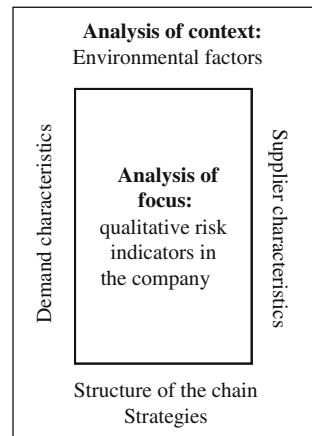 Analysis of context:
Environmental factors
Demand characteristics
Analysis of
focus:
qualitative risk
indicators in
the company
Supplier characteristics
Structure of the chain
Strategies